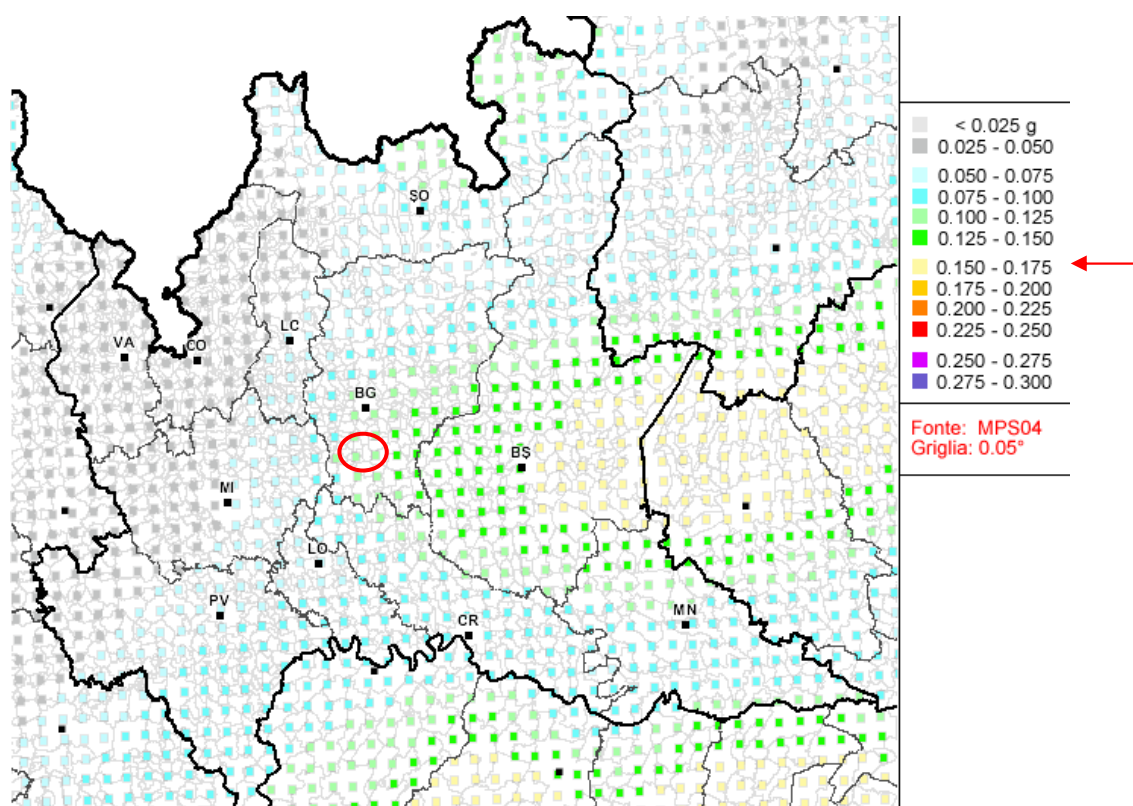 SO
LC
VA
CO
BG
BS
MI
LO
PV
CR
MN
< 0.025 g
0.025 - 0.050
0.050 - 0.075
0.075 - 0.100
0.100 - 0.125
0.125 - 0.150
0.150 - 0.175
0.175 - 0.200
0.200 - 0.225
0.225 - 0.250
0.250 - 0.275
0.275 - 0.300
Fonte: MPS04
Griglia: 0.05°